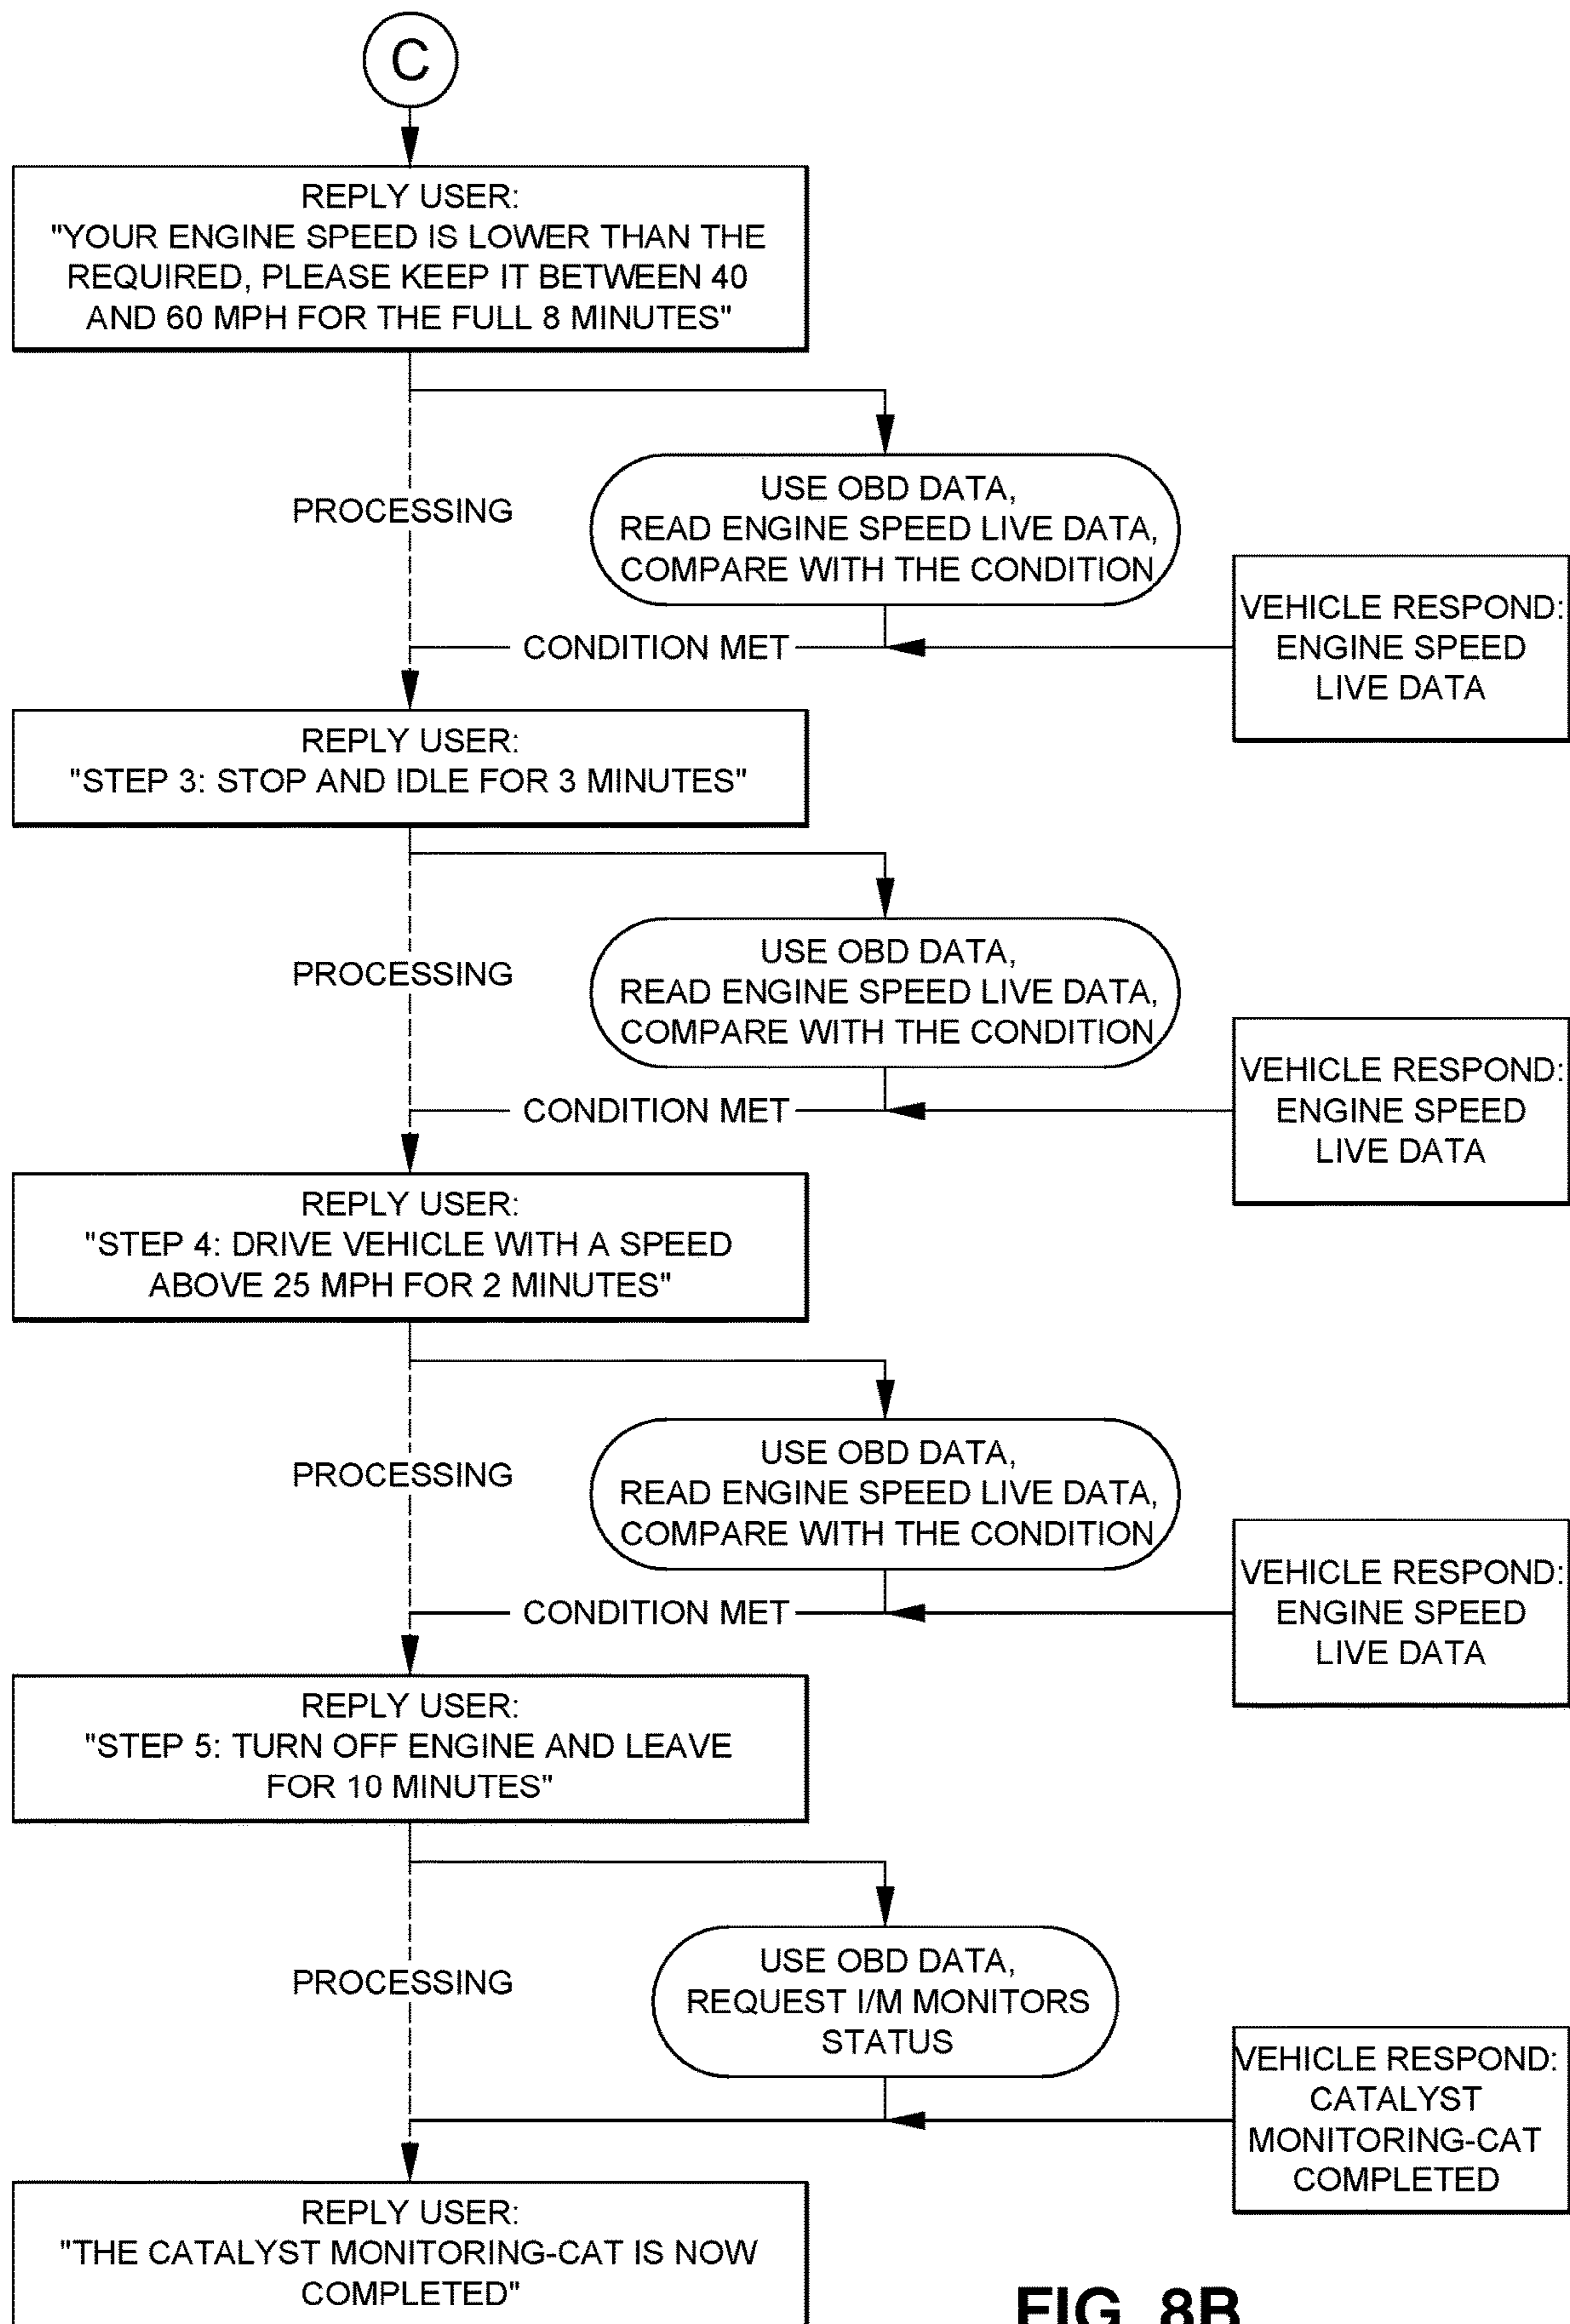 C
REPLY USER:
"YOUR ENGINE SPEED IS LOWER THAN THE
REQUIRED, PLEASE KEEP IT BETWEEN 40
AND 60 MPH FOR THE FULL 8 MINUTES"
PROCESSING
USE OBD DATA,
READ ENGINE SPEED LIVE DATA,
COMPARE WITH THE CONDITION
CONDITION MET
VEHICLE RESPOND:
ENGINE SPEED
LIVE DATA
REPLY USER:
"STEP 3: STOP AND IDLE FOR 3 MINUTES"
PROCESSING
USE OBD DATA,
READ ENGINE SPEED LIVE DATA,
COMPARE WITH THE CONDITION
CONDITION MET
VEHICLE RESPOND:
ENGINE SPEED
LIVE DATA
REPLY USER:
"STEP 4: DRIVE VEHICLE WITH A SPEED
ABOVE 25 MPH FOR 2 MINUTES"
PROCESSING
USE OBD DATA,
READ ENGINE SPEED LIVE DATA,
COMPARE WITH THE CONDITION
CONDITION MET
VEHICLE RESPOND:
ENGINE SPEED
LIVE DATA
REPLY USER:
"STEP 5: TURN OFF ENGINE AND LEAVE
FOR 10 MINUTES"
PROCESSING
USE OBD DATA,
REQUEST I/M MONITORS
STATUS
VEHICLE RESPOND:
CATALYST
MONITORING-CAT
COMPLETED
REPLY USER:
"THE CATALYST MONITORING-CAT IS NOW
COMPLETED"
FIG. 8B